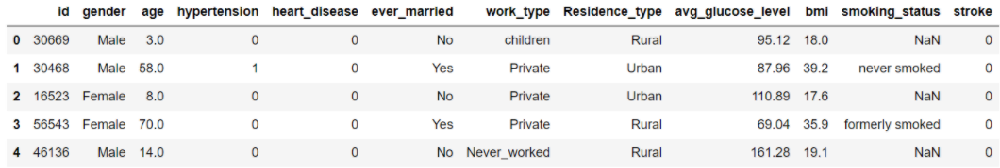 id gender age hypertension heart_disease ever_married work_type Residence_type avg_glucose_level bmi smoking_status stroke
0 30669 Male 3.0 0 0 No children Rural 95.12 18.0 NaN 0
1 30468 Male 58.0 1 0 Yes Private Urban 87.96 39.2 never smoked 0
2 16523 Female 8.0 0 0 No Private Urban 110.89 17.6 NaN 0
3 56543 Female 70.0 0 0 Yes Private Rural 69.04 35.9 formerly smoked 0
4 46136 Male 14.0 0 0 No Never_worked Rural 161.28 19.1 NaN 0